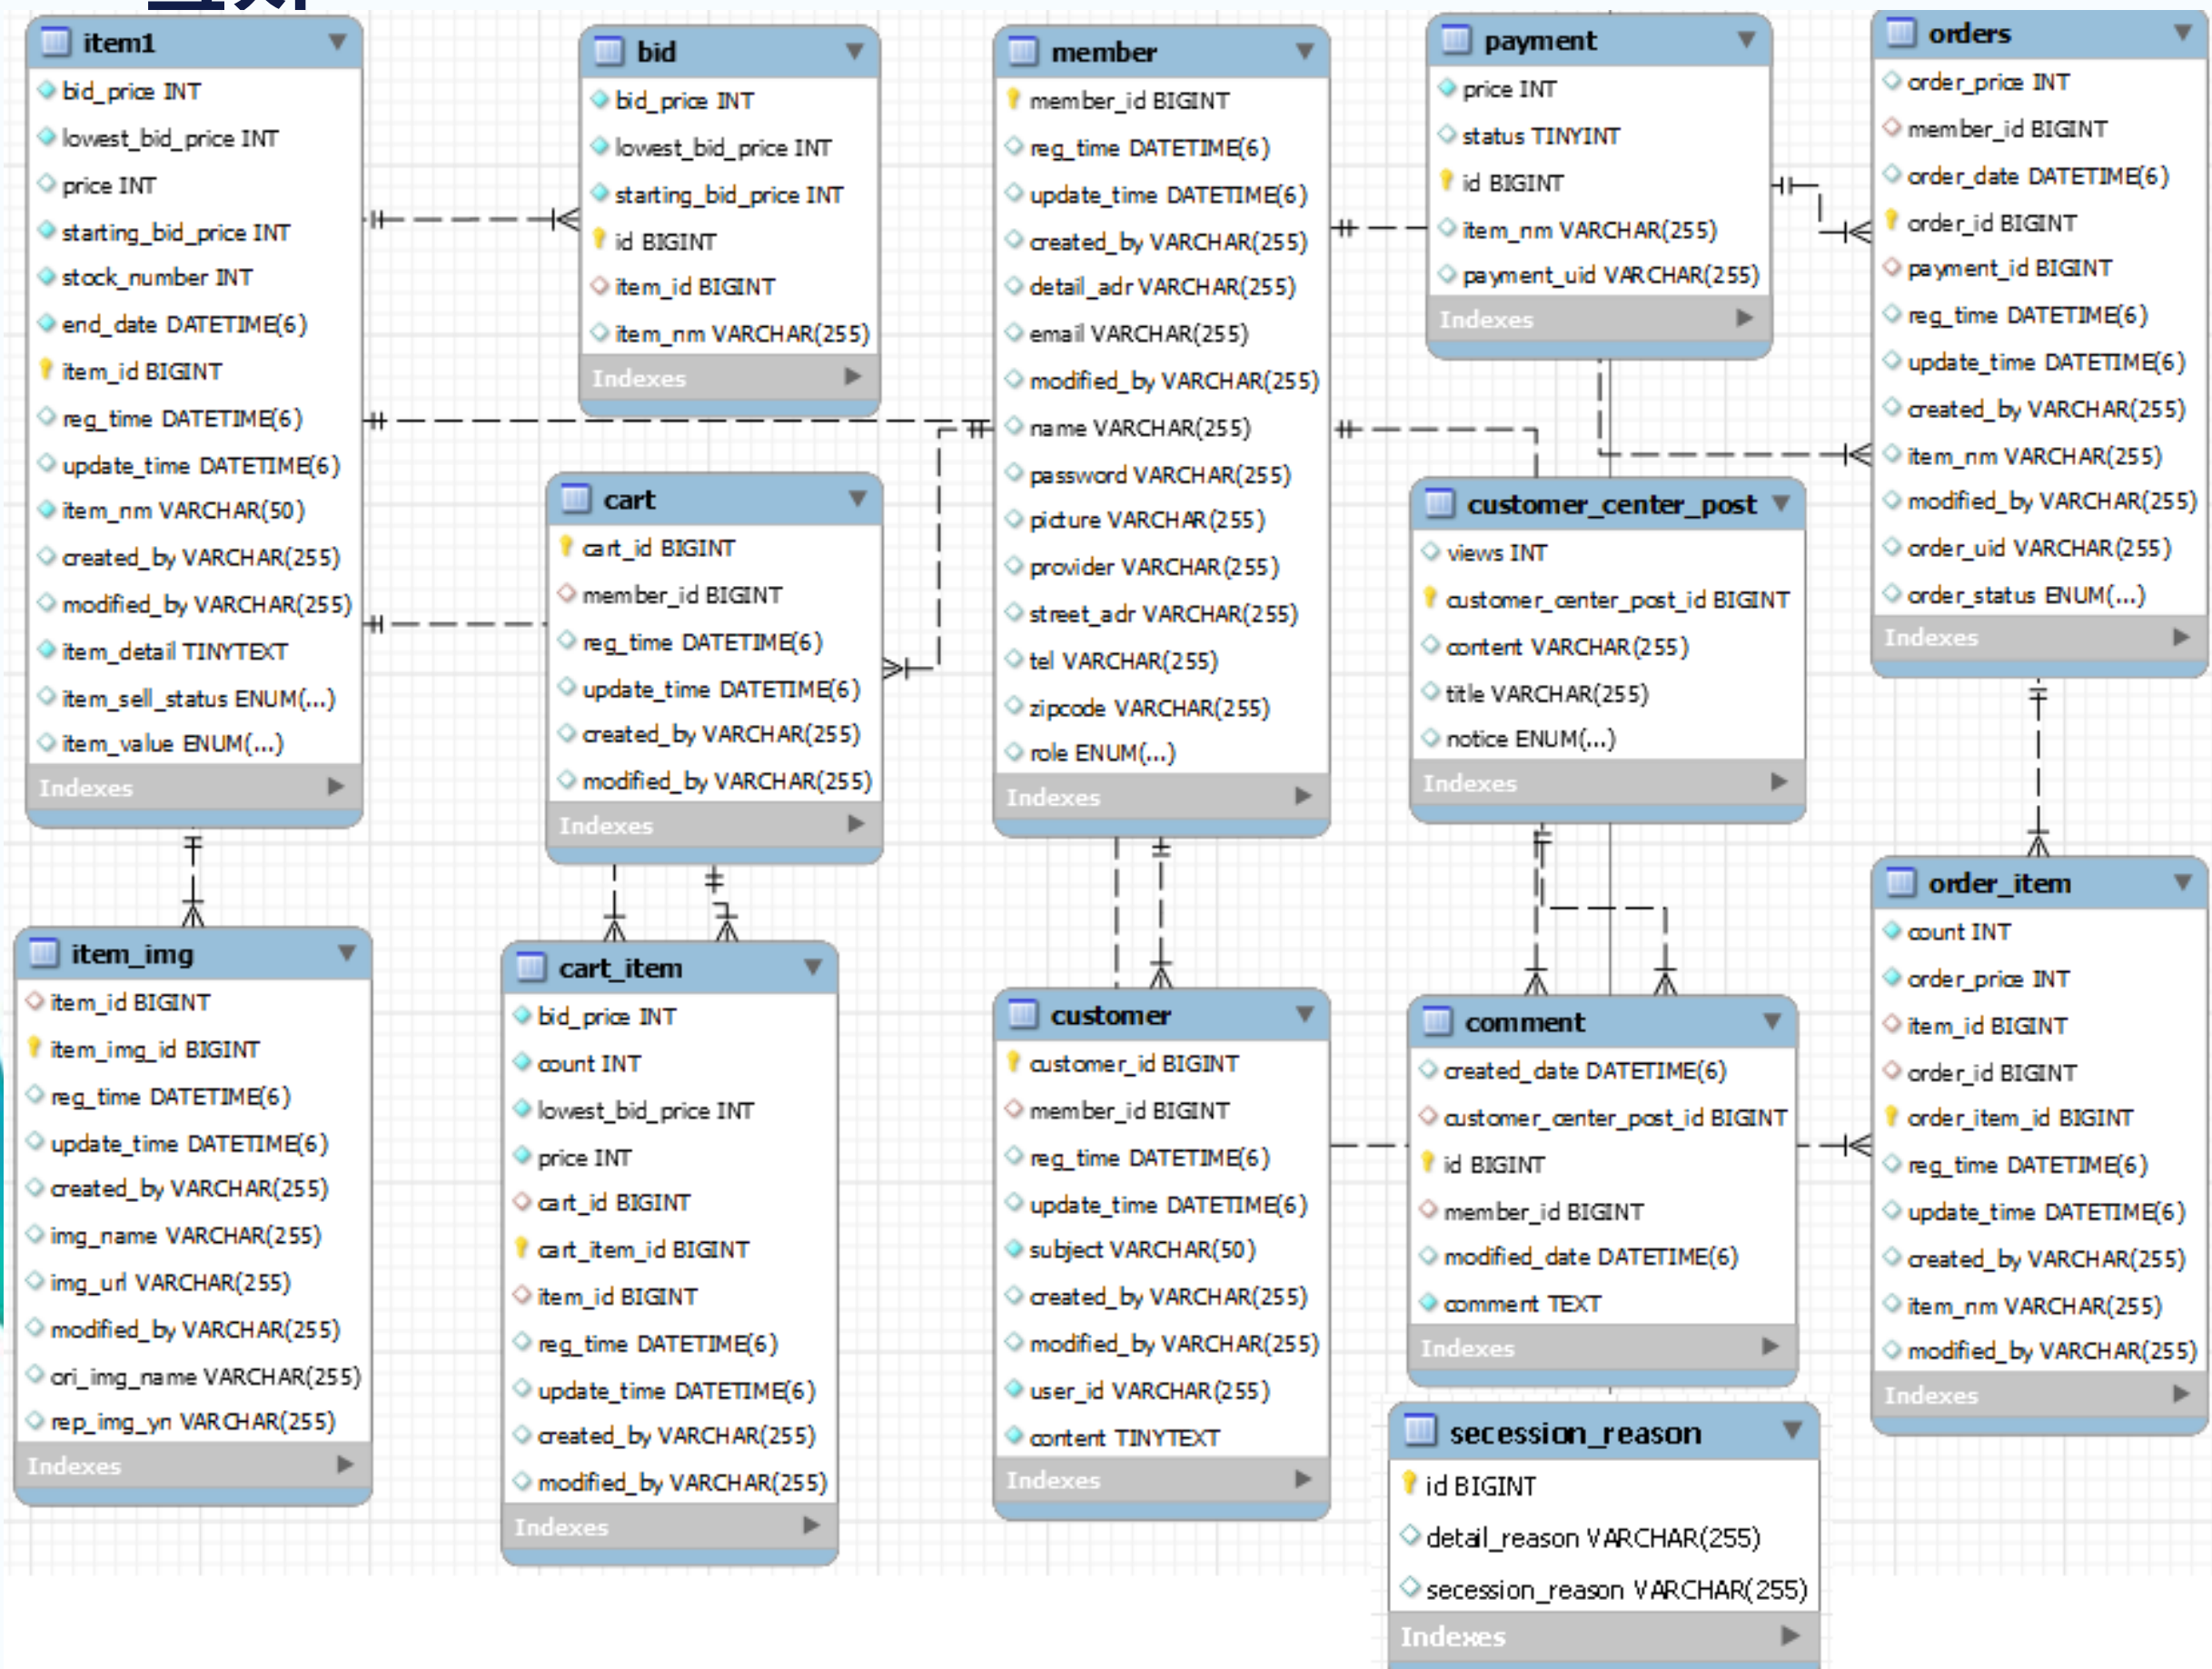 item1
bid_price INT
lowest_bid_price INT
price INT
starting_bid_price INT
stock_number INT
end_date DATETIME(6)
item_id BIGINT
reg_time DATETIME(6)
update_time DATETIME(6)
item_nm VARCHAR(50)
created_by VARCHAR(255)
modified_by VARCHAR(255)
item_detail TINYTEXT
item_sell_status ENUM(...)
item_value ENUM(...)
Indexes
bid
bid_price INT
lowest_bid_price INT
starting_bid_price INT
id BIGINT
item_id BIGINT
item_nm VARCHAR(255)
Indexes
member
member_id BIGINT
reg_time DATETIME(6)
update_time DATETIME(6)
created_by VARCHAR(255)
detail_adr VARCHAR(255)
email VARCHAR(255)
modified_by VARCHAR(255)
name VARCHAR(255)
password VARCHAR(255)
picture VARCHAR(255)
provider VARCHAR(255)
street_adr VARCHAR(255)
tel VARCHAR(255)
zipcode VARCHAR(255)
role ENUM(...)
Indexes
payment
price INT
status TINYINT
id BIGINT
item_nm VARCHAR(255)
payment_uid VARCHAR(255)
Indexes
orders
order_price INT
member_id BIGINT
order_date DATETIME(6)
order_id BIGINT
payment_id BIGINT
reg_time DATETIME(6)
update_time DATETIME(6)
created_by VARCHAR(255)
item_nm VARCHAR(255)
modified_by VARCHAR(255)
order_uid VARCHAR(255)
order_status ENUM(...)
Indexes
cart
cart_id BIGINT
member_id BIGINT
reg_time DATETIME(6)
update_time DATETIME(6)
created_by VARCHAR(255)
modified_by VARCHAR(255)
Indexes
customer_center_post
views INT
customer_center_post_id BIGINT
content VARCHAR(255)
title VARCHAR(255)
notice ENUM(...)
Indexes
item_img
item_id BIGINT
item_img_id BIGINT
reg_time DATETIME(6)
update_time DATETIME(6)
created_by VARCHAR(255)
img_name VARCHAR(255)
img_url VARCHAR(255)
modified_by VARCHAR(255)
ori_img_name VARCHAR(255)
rep_img_yn VARCHAR(255)
Indexes
cart_item
bid_price INT
count INT
lowest_bid_price INT
price INT
cart_id BIGINT
cart_item_id BIGINT
item_id BIGINT
reg_time DATETIME(6)
update_time DATETIME(6)
created_by VARCHAR(255)
modified_by VARCHAR(255)
Indexes
customer
customer_id BIGINT
member_id BIGINT
reg_time DATETIME(6)
update_time DATETIME(6)
subject VARCHAR(50)
created_by VARCHAR(255)
modified_by VARCHAR(255)
user_id VARCHAR(255)
content TINYTEXT
Indexes
comment
created_date DATETIME(6)
customer_center_post_id BIGINT
id BIGINT
member_id BIGINT
modified_date DATETIME(6)
comment TEXT
Indexes
order_item
count INT
order_price INT
item_id BIGINT
order_id BIGINT
order_item_id BIGINT
reg_time DATETIME(6)
update_time DATETIME(6)
created_by VARCHAR(255)
item_nm VARCHAR(255)
modified_by VARCHAR(255)
Indexes
secession_reason
id BIGINT
detail_reason VARCHAR(255)
secession_reason VARCHAR(255)
Indexes